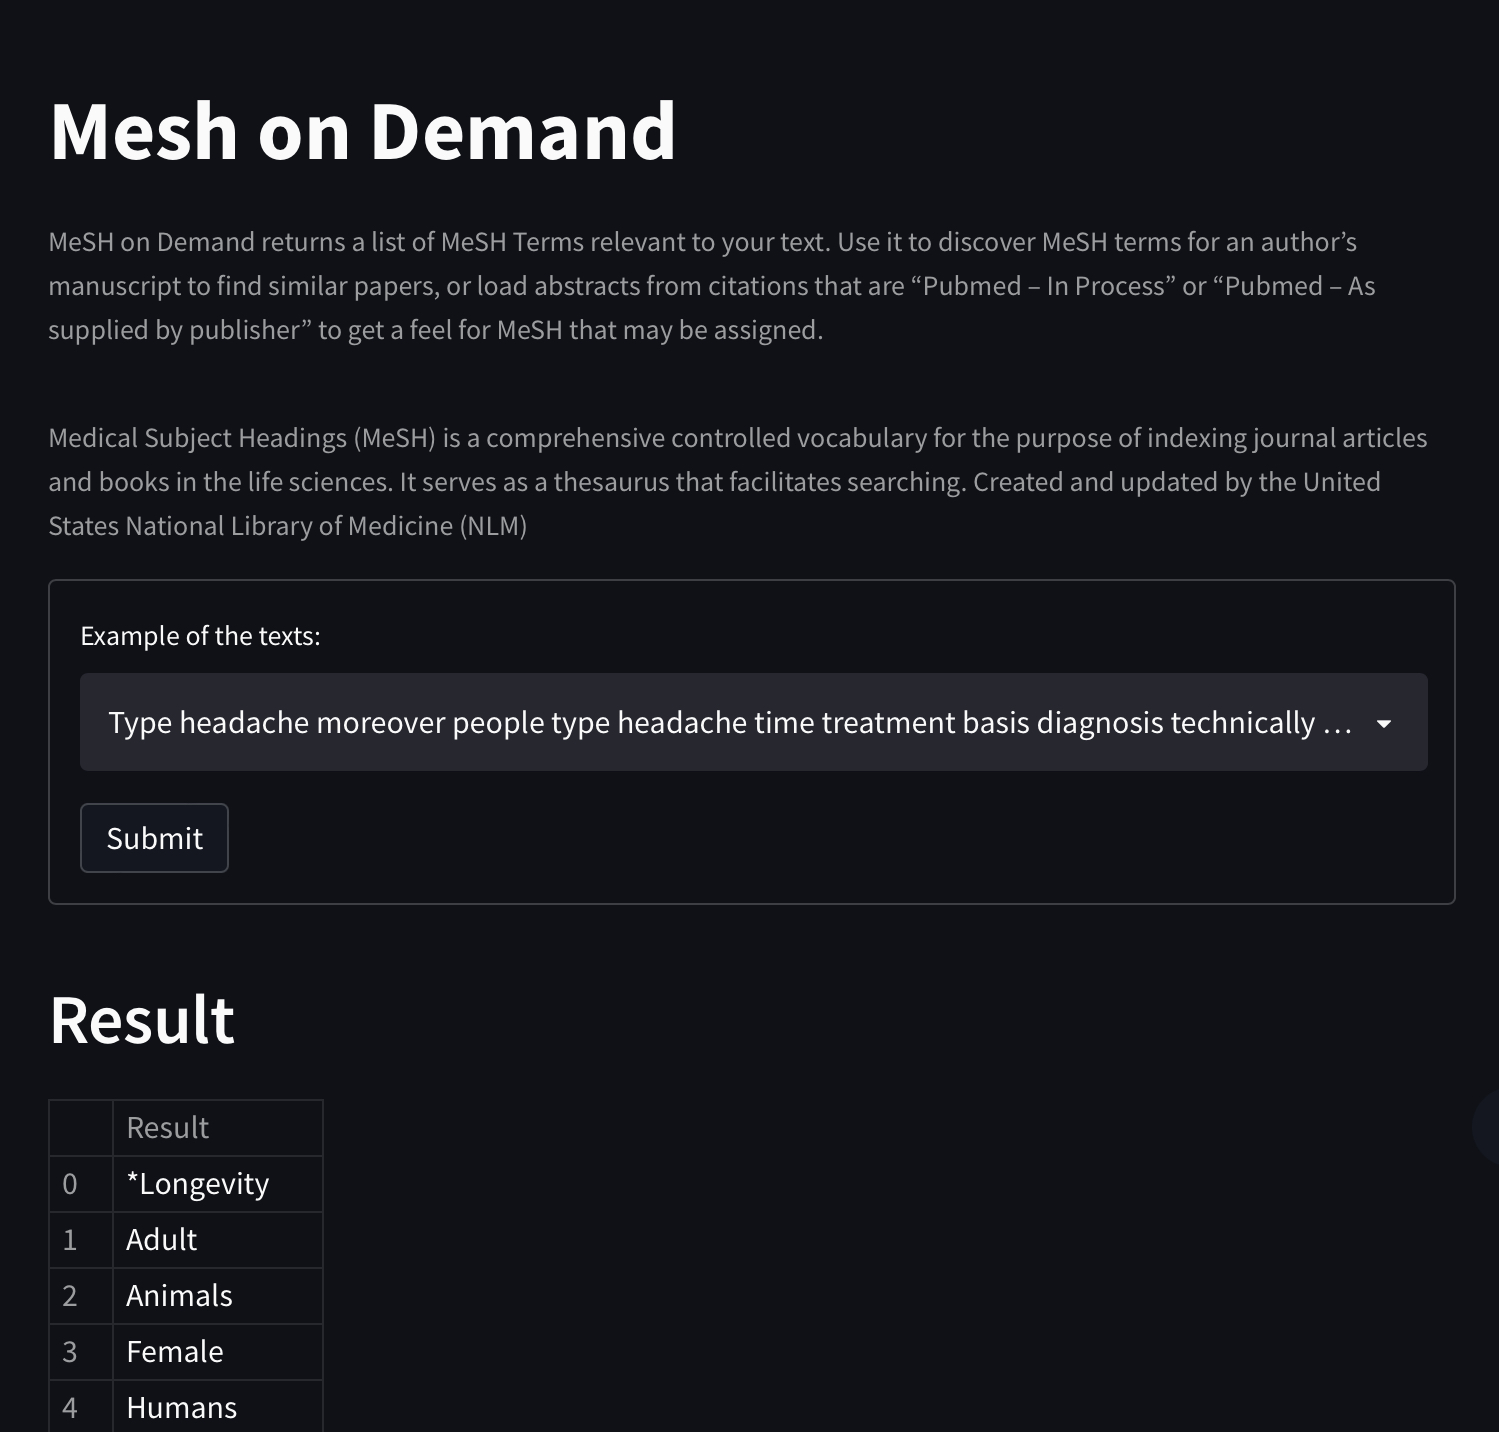 Mesh on Demand
MeSH on Demand returns a list of MeSH Terms relevant to your text. Use it to discover MeSH terms for an author’s
manuscript to find similar papers, or load abstracts from citations that are “Pubmed – In Process” or “Pubmed – As
supplied by publisher” to get a feel for MeSH that may be assigned.
Medical Subject Headings (MeSH) is a comprehensive controlled vocabulary for the purpose of indexing journal articles
and books in the life sciences. It serves as a thesaurus that facilitates searching. Created and updated by the United
States National Library of Medicine (NLM)
Example of the texts:
Type headache moreover people type headache time treatment basis diagnosis technically …
Submit
Result
Result
0 *Longevity
1 Adult
2 Animals
3 Female
4 Humans